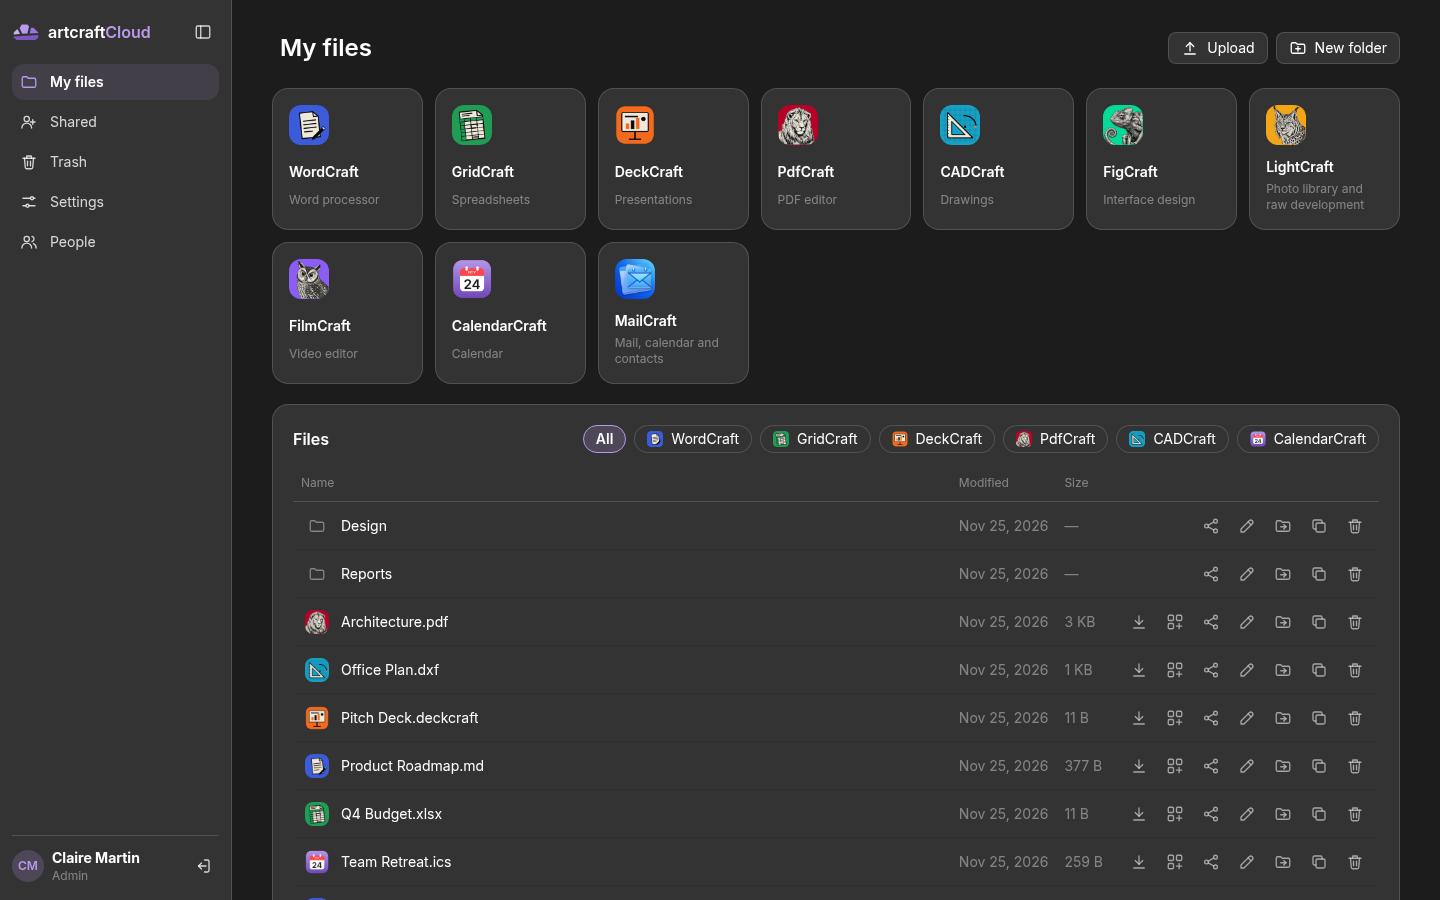 artcraftCloud
My files
Shared
Trash
Settings
People
Claire Martin
CM
Admin
My files
Upload
New folder
WordCraft
Word processor
GridCraft
Spreadsheets
DeckCraft
Presentations
PdfCraft
PDF editor
CADCraft
Drawings
FigCraft
Interface design
LightCraft
Photo library and
raw development
FilmCraft
Video editor
24
CalendarCraft
Calendar
MailCraft
Mail, calendar and
contacts
Files
All
WordCraft
GridCraft
DeckCraft
PdfCraft
CADCraft
24 CalendarCraft
Name Modified Size
Design Nov 25, 2026 —
Reports Nov 25, 2026 —
Architecture.pdf Nov 25, 2026 3 KB
Office Plan.dxf Nov 25, 2026 1 KB
Pitch Deck.deckcraft Nov 25, 2026 11 B
Product Roadmap.md Nov 25, 2026 377 B
Q4 Budget.xlsx Nov 25, 2026 11 B
24 Team Retreat.ics Nov 25, 2026 259 B